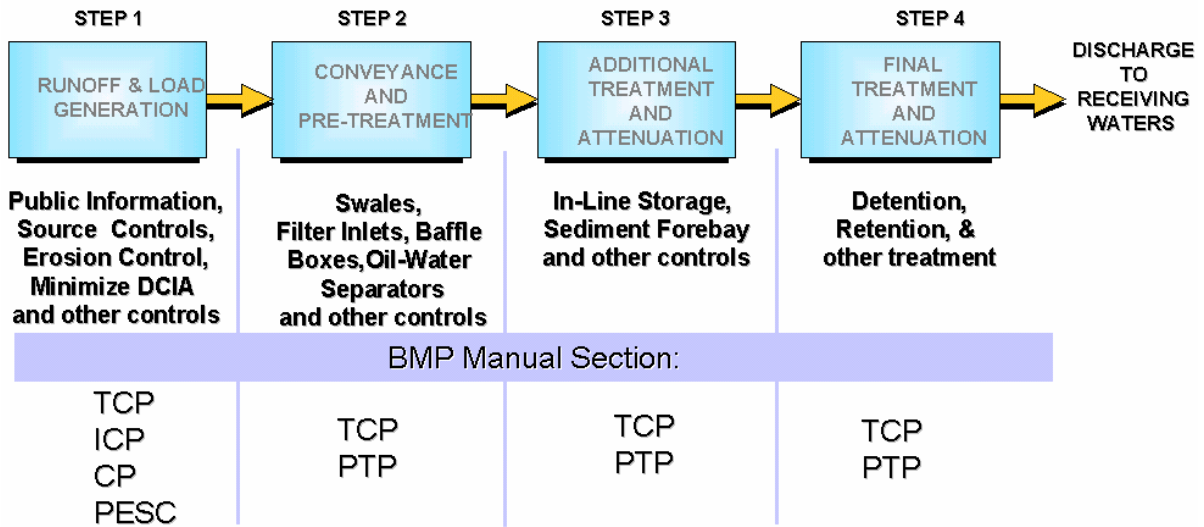 STEP 1
STEP 2
STEP 3
STEP 4
RUNOFF & LOAD
GENERATION
CONVEYANCE
AND
PRE-TREATMENT
ADDITIONAL
TREATMENT
AND
ATTENUATION
FINAL
TREATMENT
AND
ATTENUATION
DISCHARGE
TO
RECEIVING
WATERS
Public Information,
Source Controls,
Erosion Control,
Minimize DCIA
and other controls
Swales,
Filter Inlets, Baffle
Boxes,Oil-Water
Separators
and other controls
In-Line Storage,
Sediment Forebay
and other controls
Detention,
Retention, &
other treatment
BMP Manual Section:
TCP
ICP
CP
PESC
TCP
PTP
TCP
PTP
TCP
PTP